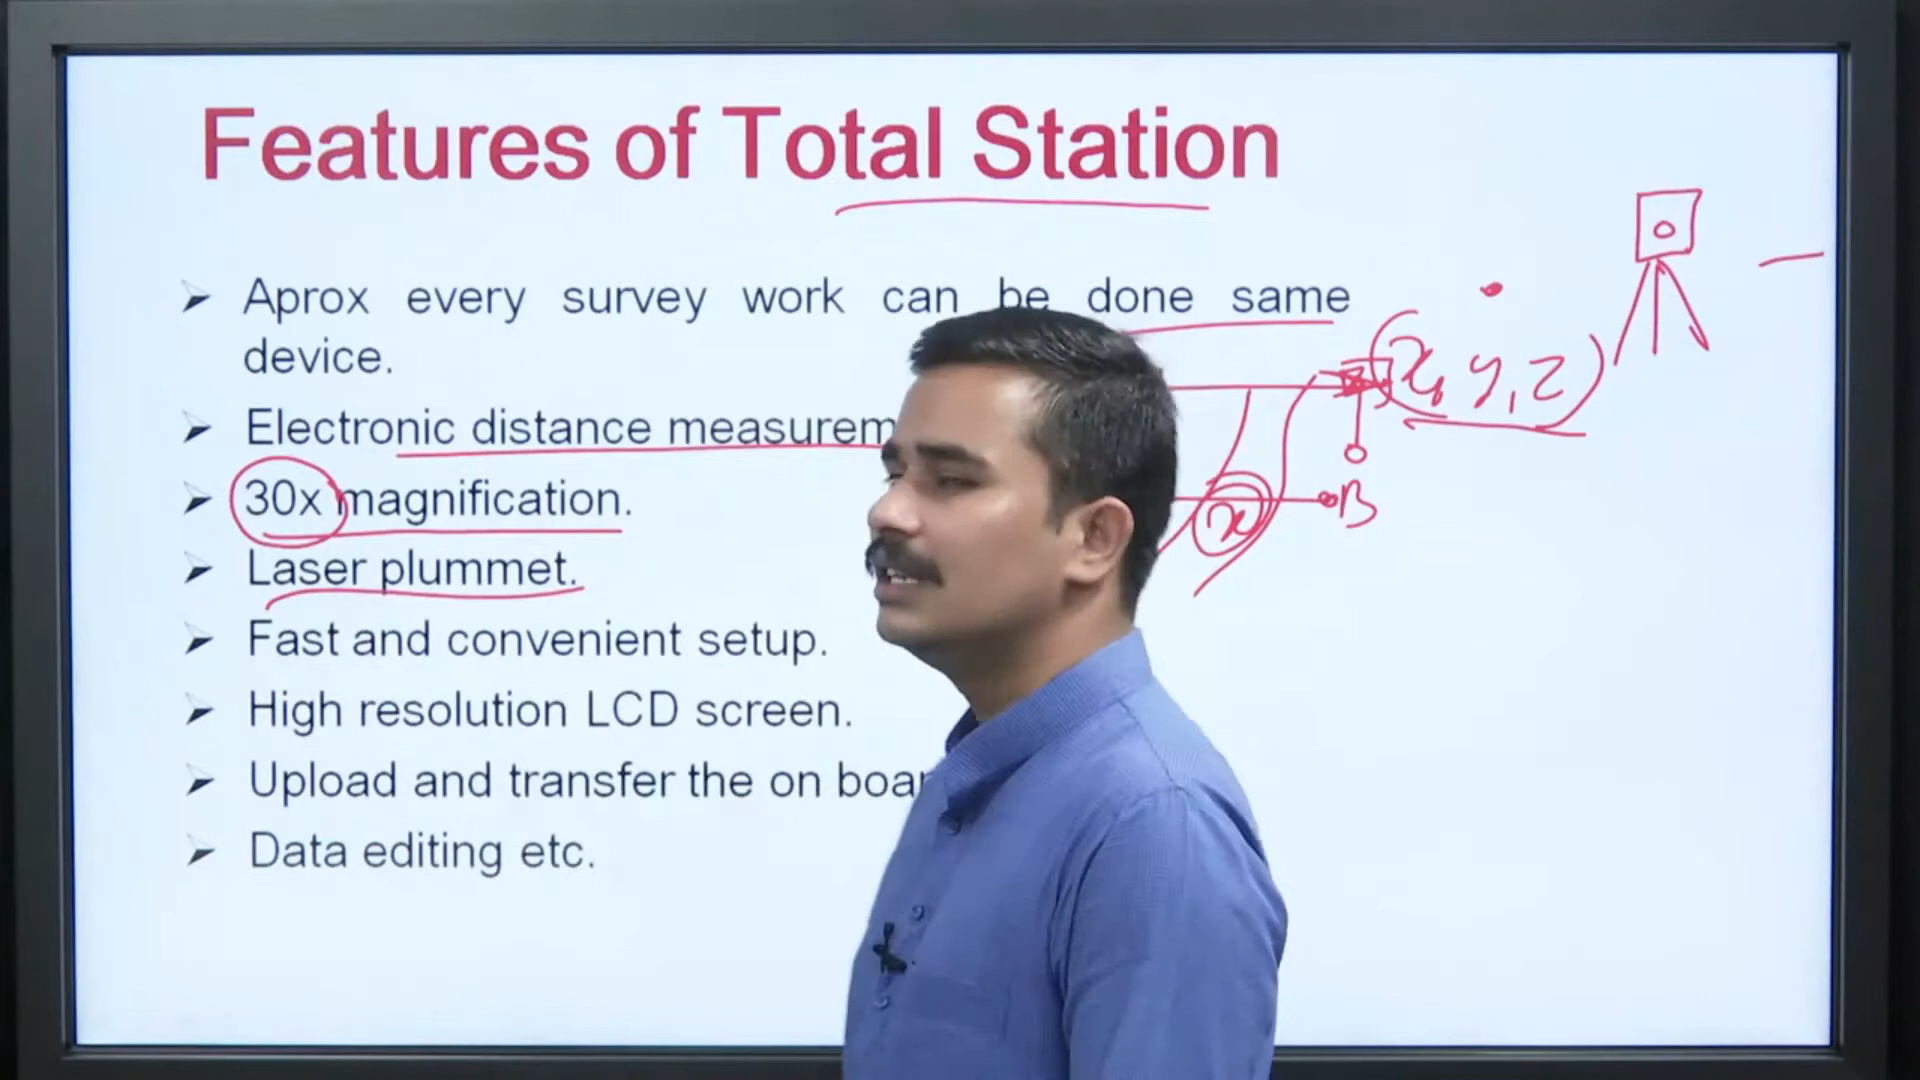 Features of Total Station
Aprox every survey work can be done same
device.
Electronic distance measurem
30x magnification.
Laser plummet.
Fast and convenient setup.
High resolution LCD screen.
Upload and transfer the on boar
Data editing etc.
(x, y, z)
x
B